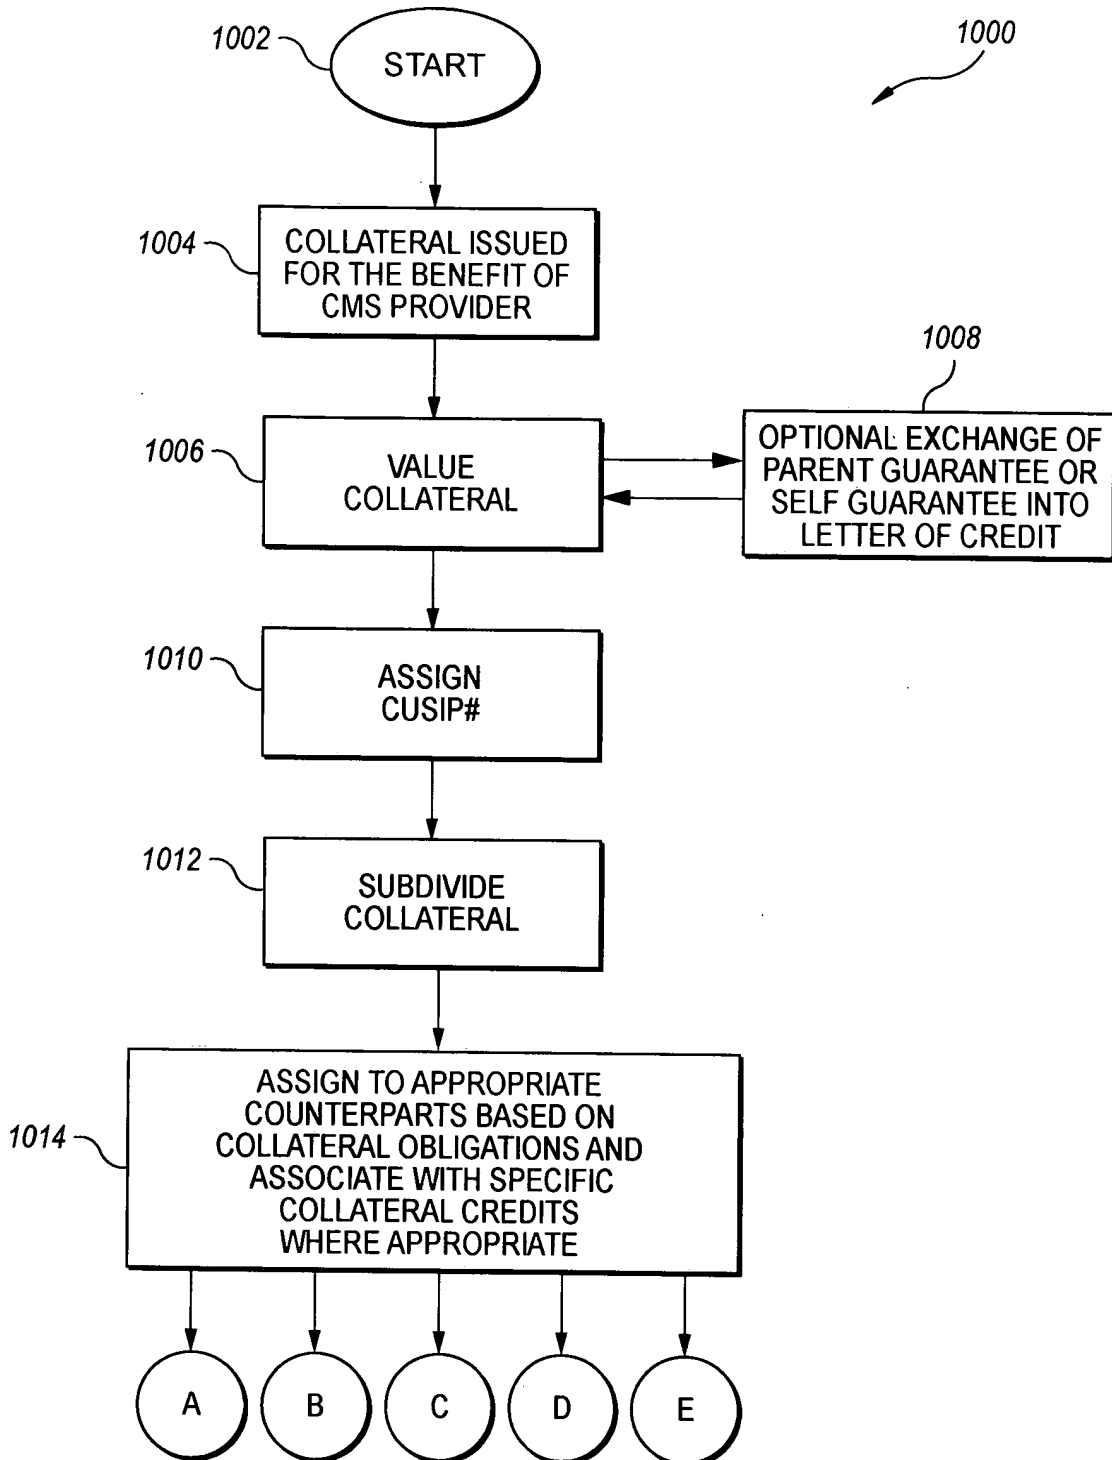 1002
START
1000
1004
COLLATERAL ISSUED
FOR THE BENEFIT OF
CMS PROVIDER
1006
VALUE
COLLATERAL
1008
OPTIONAL EXCHANGE OF
PARENT GUARANTEE OR
SELF GUARANTEE INTO
LETTER OF CREDIT
1010
ASSIGN
CUSIP#
1012
SUBDIVIDE
COLLATERAL
1014
ASSIGN TO APPROPRIATE
COUNTERPARTS BASED ON
COLLATERAL OBLIGATIONS AND
ASSOCIATE WITH SPECIFIC
COLLATERAL CREDITS
WHERE APPROPRIATE
A
B
C
D
E